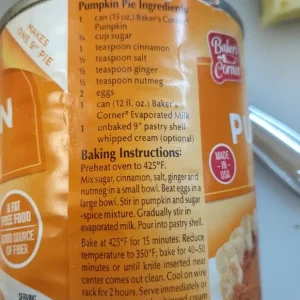 Pumpkin Pie Ingredients
1 can (15 oz.) Baker's Corner®
Pumpkin
¾ cup sugar
1 teaspoon cinnamon
½ teaspoon salt
½ teaspoon ginger
½ teaspoon nutmeg
2 eggs
1 can (12 fl. oz.) Baker's
Corner® Evaporated Milk
1 unbaked 9" pastry shell
whipped cream (optional)
Baking Instructions:
Preheat oven to 425°F.
Mix sugar, cinnamon, salt, ginger and
nutmeg in a small bowl. Beat eggs in a
large bowl. Stir in pumpkin and sugar
-spice mixture. Gradually stir in
evaporated milk. Pour into pastry shell.
Bake at 425°F for 15 minutes. Reduce
temperature to 350°F; bake for 40–50
minutes or until knife inserted near
center comes out clean. Cool on wire
rack for 2 hours. Serve immediately or
whipped cream
MAKES
ONE 9" PIE
N
A FAT
FREE FOOD
GOOD SOURCE
OF FIBER
SERVING
Baker's
Corner
PU
MADE
IN
USA